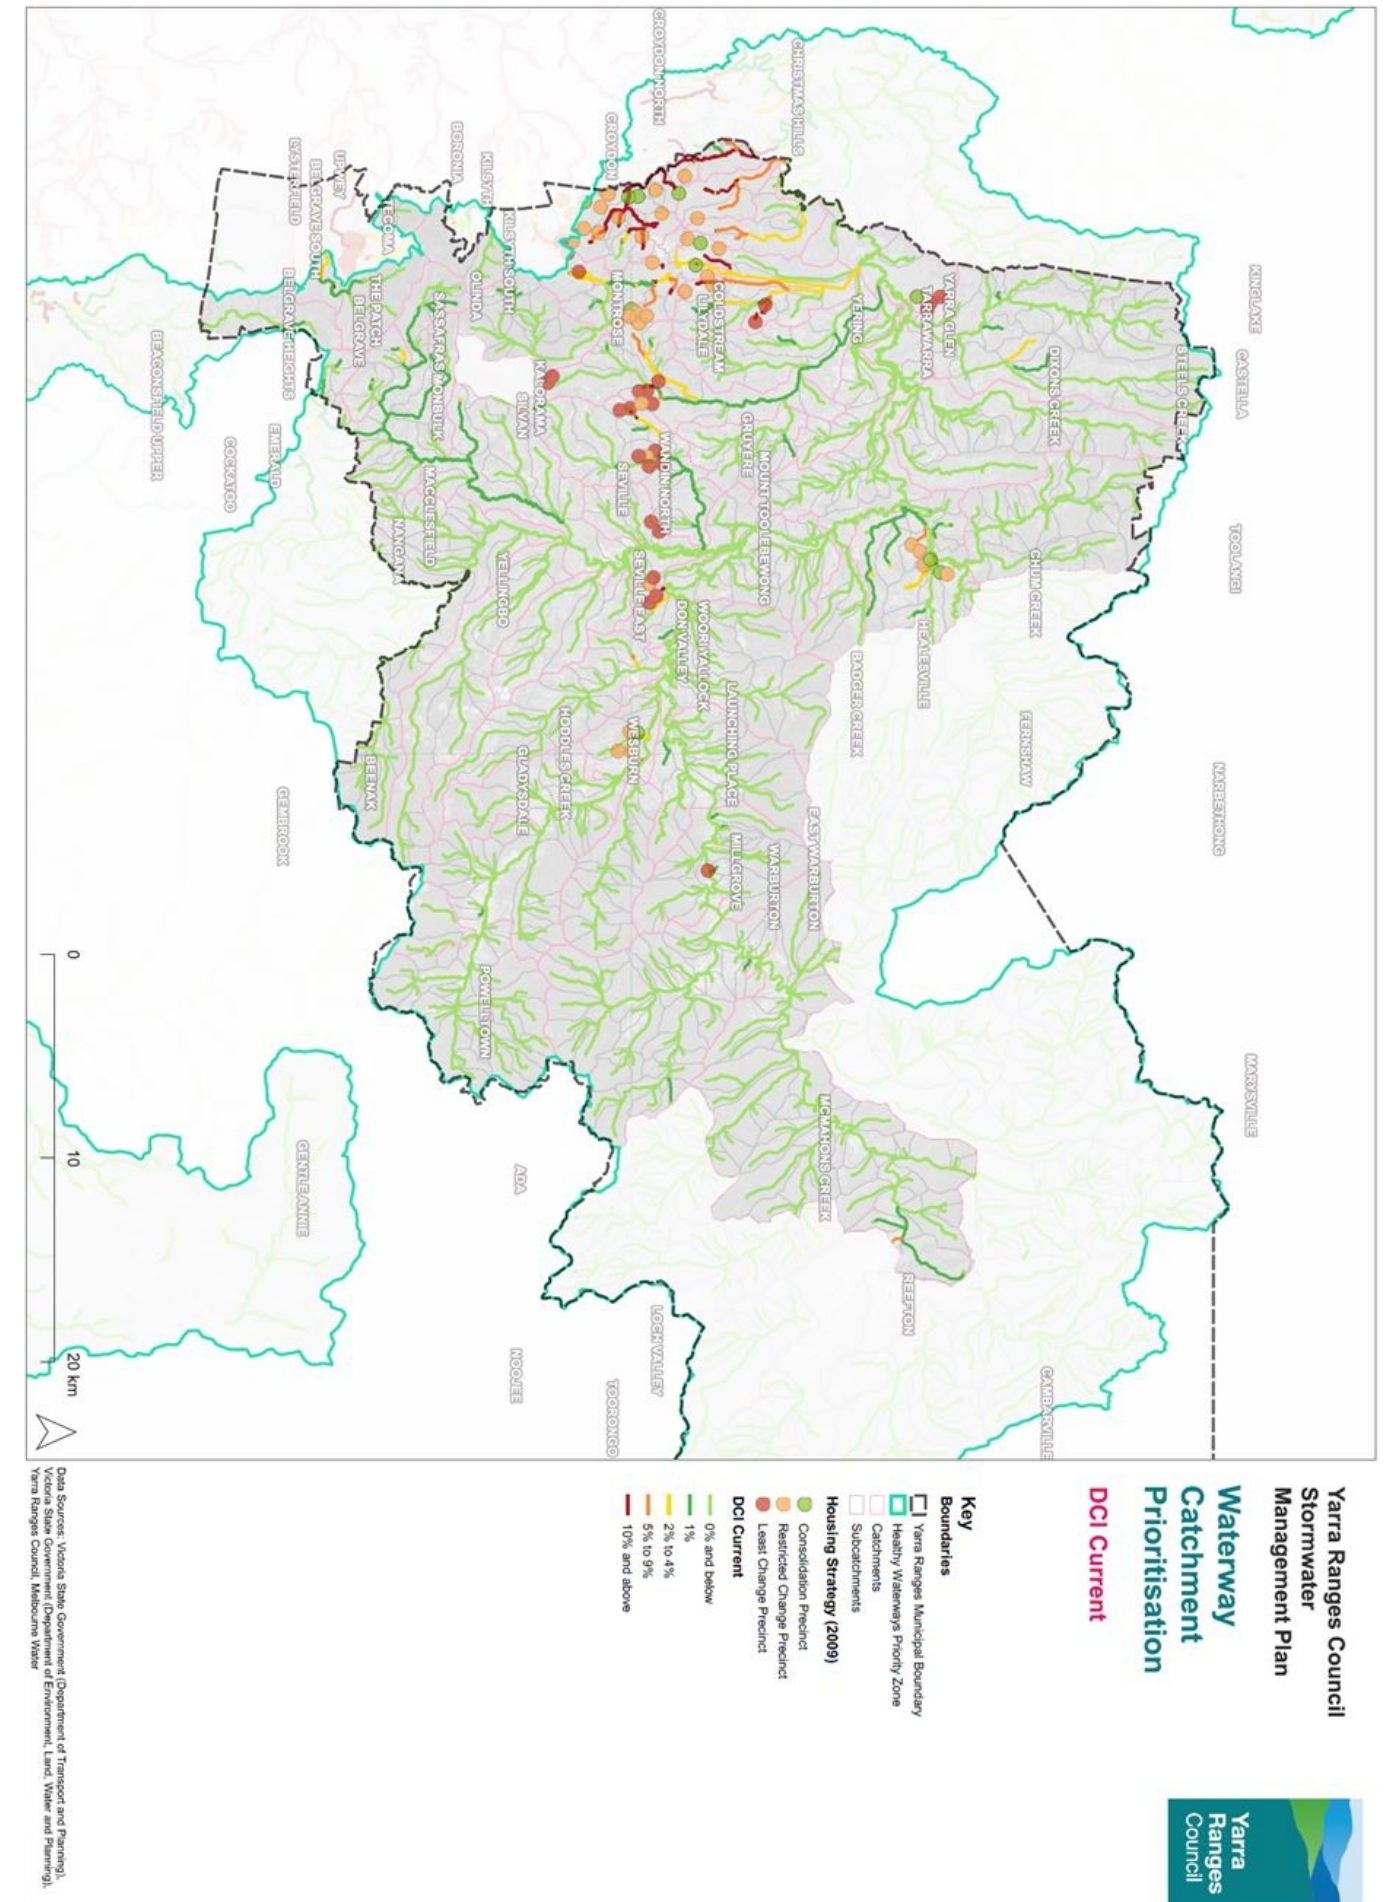 Yarra Ranges Council
Stormwater
Management Plan
Waterway
Catchment
Prioritisation
DCI Current
Yarra
Ranges
Council
Key
Boundaries
Yarra Ranges Municipal Boundary
Healthy Waterways Priority Zone
Catchments
Subcatchments
Housing Strategy (2009)
Consolidation Precinct
Restricted Change Precinct
Least Change Precinct
DCI Current
0% and below
1%
2% to 4%
5% to 9%
10% and above
Data Sources: Victoria State Government (Department of Transport and Planning),
Victoria State Government (Department of Environment, Land, Water and Planning),
Yarra Ranges Council, Melbourne Water
KINGLAKE
CASTELLA
TOOLANGI
NARBETHONG
MARYSVILLE
STEELS CREEK
DIXONS CREEK
CHUM CREEK
FERNSHAW
CAMBARVILLE
YARRA GLEN
TARRAWARRA
HEALESVILLE
REEFTON
YERING
BADGER CREEK
CHRISTMAS HILLS
EAST WARBURTON
MCMAHONS CREEK
WARBURTON
MOUNT TOOLEBEWONG
GRUYERE
LAUNCHING PLACE
MILLGROVE
COLDSTREAM
LILYDALE
WOORI YALLOCK
DON VALLEY
CROYDON NORTH
WANDIN NORTH
LOCH VALLEY
CROYDON
MONTROSE
SEVILLE
SEVILLE EAST
WESBURN
TOORONGO
KALORAMA
SILVAN
HODDLES CREEK
GLADYSDALE
ADA
NOOJEE
KILSYTH
KILSYTH SOUTH
YELLINGBO
POWELLTOWN
BORONIA
OLINDA
SASSAFRAS
MONBULK
MACCLESFIELD
NANGANA
TECOMA
THE PATCH
BELGRAVE
BEENAK
UPWEY
BELGRAVE SOUTH
LYSTERFIELD
BELGRAVE HEIGHTS
EMERALD
GEMBROOK
GENTLE ANNIE
COCKATOO
BEACONSFIELD UPPER
0
10
20 km